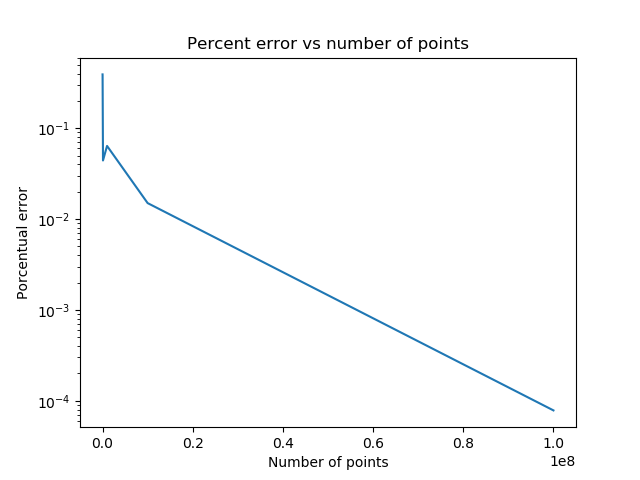 Percent error vs number of points
Porcentual error
10⁻¹
10⁻²
10⁻³
10⁻⁴
0.0 0.2 0.4 0.6 0.8 1.0
1e8
Number of points